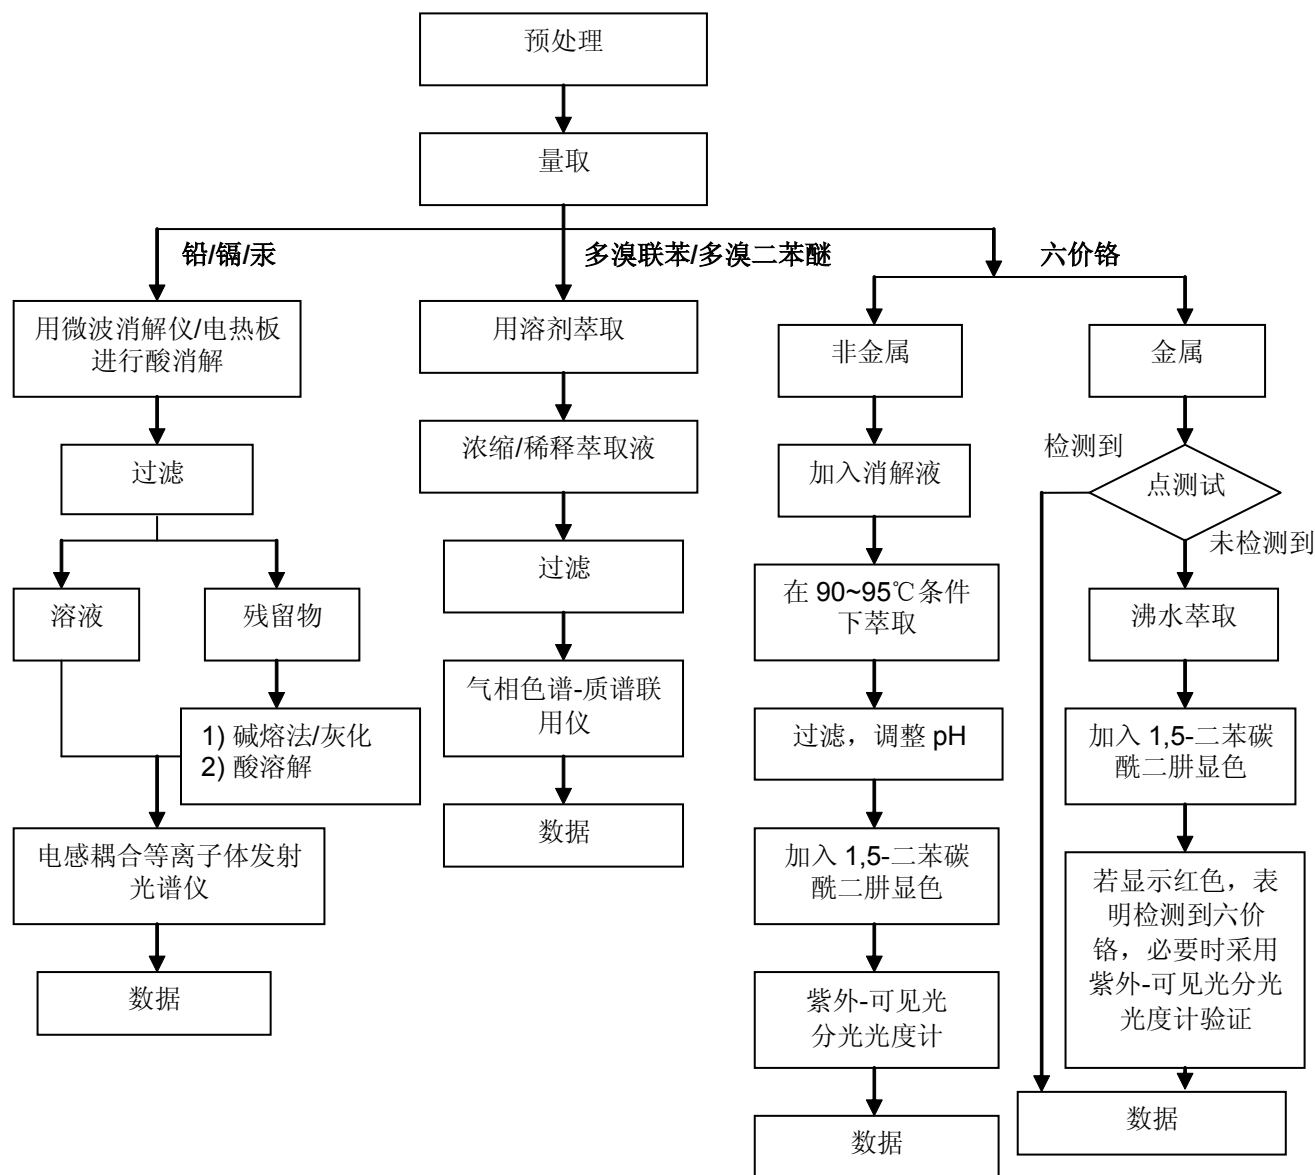 预处理
量取
铅/镉/汞
多溴联苯/多溴二苯醚
六价铬
用微波消解仪/电热板
进行酸消解
过滤
溶液
残留物
1) 碱熔法/灰化
2) 酸溶解
电感耦合等离子体发射
光谱仪
数据
用溶剂萃取
浓缩/稀释萃取液
过滤
气相色谱-质谱联
用仪
数据
非金属
加入消解液
在 90~95℃条件
下萃取
过滤，调整 pH
加入 1,5-二苯碳
酰二肼显色
紫外-可见光
分光光度计
数据
金属
检测到
点测试
未检测到
沸水萃取
加入 1,5-二苯碳
酰二肼显色
若显示红色，表
明检测到六价
铬，必要时采用
紫外-可见光分光
光度计验证
数据